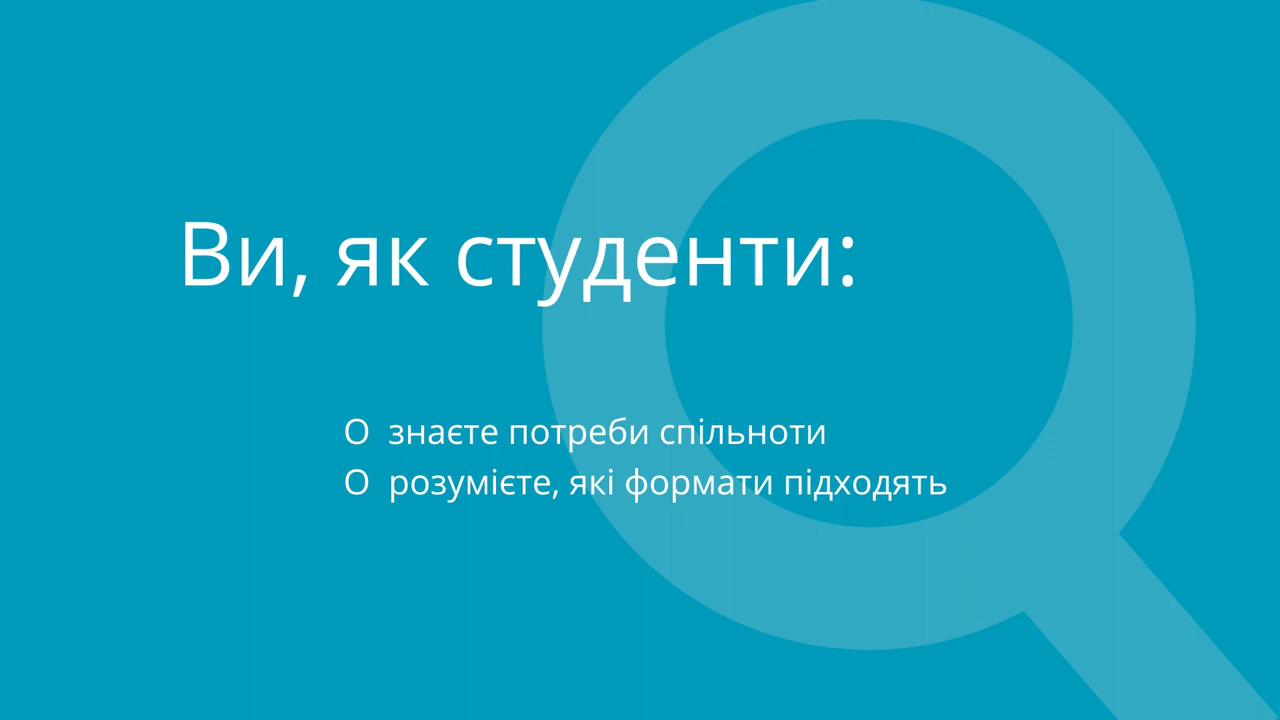 Ви, як студенти:
О знаєте потреби спільноти
О розумієте, які формати підходять